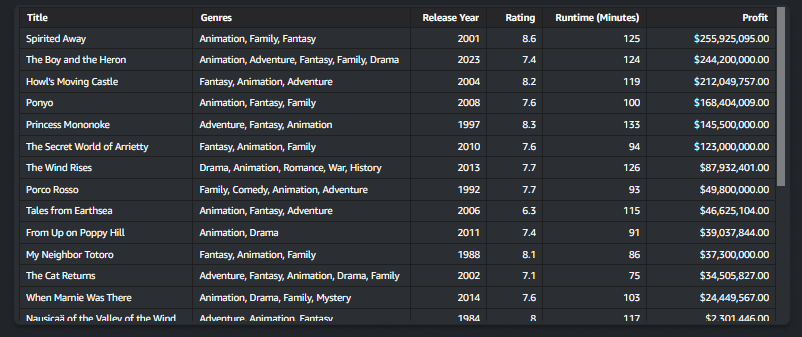 Title Genres Release Year Rating Runtime (Minutes) Profit
Spirited Away Animation, Family, Fantasy 2001 8.6 125 $255,925,095.00
The Boy and the Heron Animation, Adventure, Fantasy, Family, Drama 2023 7.4 124 $244,200,000.00
Howl's Moving Castle Fantasy, Animation, Adventure 2004 8.2 119 $212,049,757.00
Ponyo Animation, Fantasy, Family 2008 7.6 100 $168,404,009.00
Princess Mononoke Adventure, Fantasy, Animation 1997 8.3 133 $145,500,000.00
The Secret World of Arrietty Fantasy, Animation, Family 2010 7.6 94 $123,000,000.00
The Wind Rises Drama, Animation, Romance, War, History 2013 7.7 126 $87,932,401.00
Porco Rosso Family, Comedy, Animation, Adventure 1992 7.7 93 $49,800,000.00
Tales from Earthsea Animation, Fantasy, Adventure 2006 6.3 115 $46,625,104.00
From Up on Poppy Hill Animation, Drama 2011 7.4 91 $39,037,844.00
My Neighbor Totoro Fantasy, Animation, Family 1988 8.1 86 $37,300,000.00
The Cat Returns Adventure, Fantasy, Animation, Drama, Family 2002 7.1 75 $34,505,827.00
When Marnie Was There Animation, Drama, Family, Mystery 2014 7.6 103 $24,449,567.00
Nausicaä of the Valley of the Wind Adventure, Animation, Fantasy 1984 8 117 $2,301,446.00